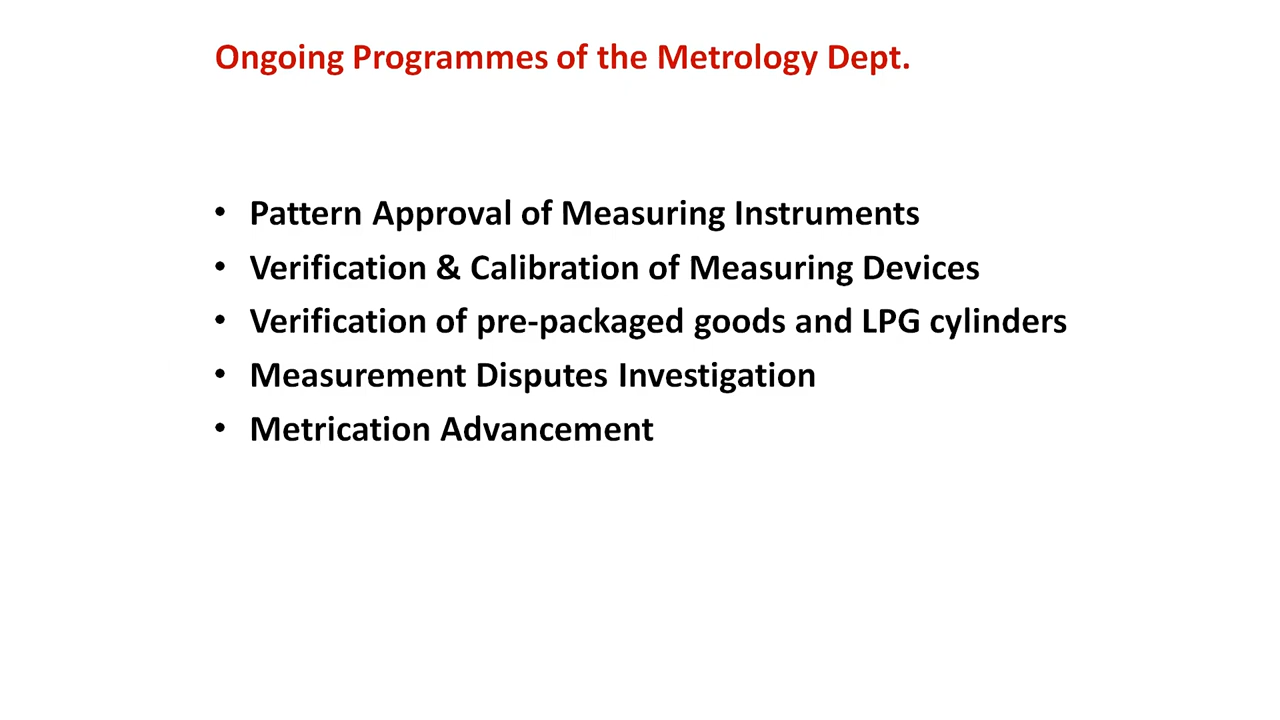 Ongoing Programmes of the Metrology Dept.
• Pattern Approval of Measuring Instruments
• Verification & Calibration of Measuring Devices
• Verification of pre-packaged goods and LPG cylinders
• Measurement Disputes Investigation
• Metrication Advancement